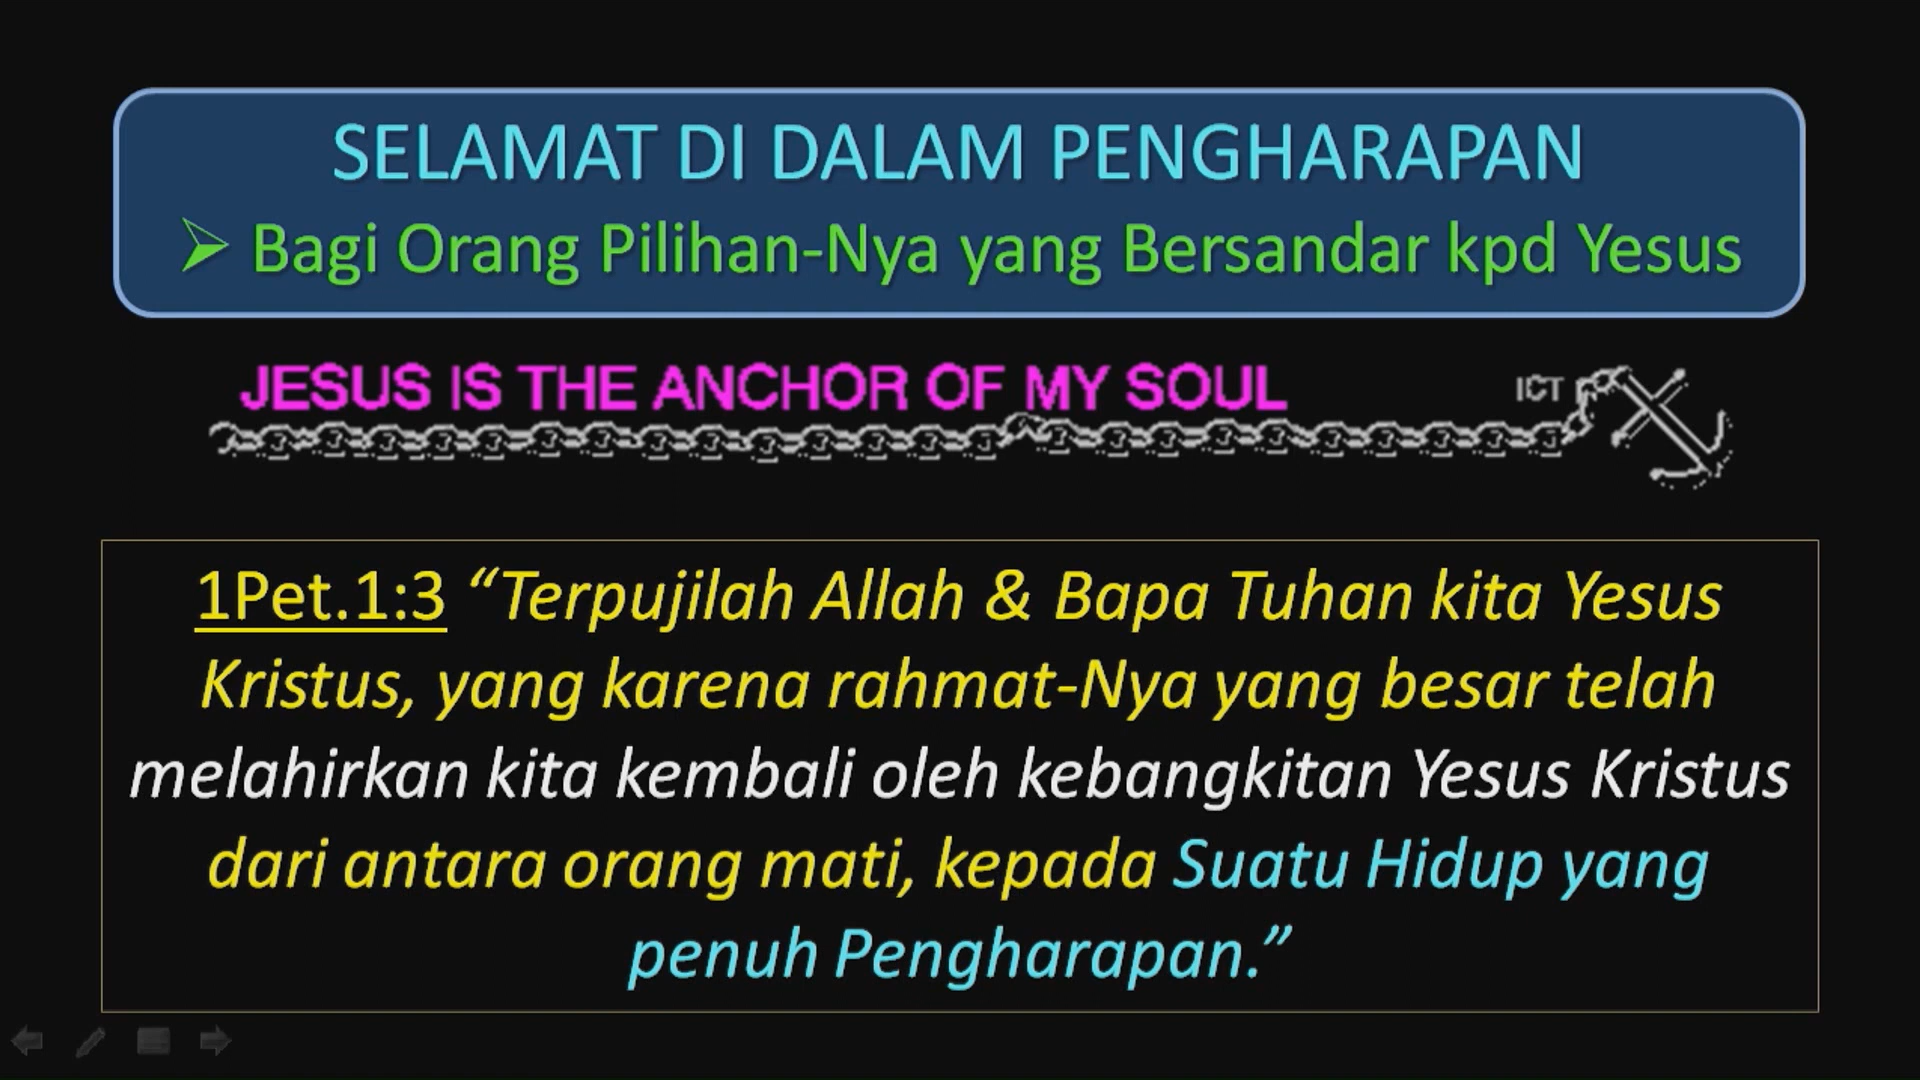 SELAMAT DI DALAM PENGHARAPAN
➢ Bagi Orang Pilihan-Nya yang Bersandar kpd Yesus
JESUS IS THE ANCHOR OF MY SOUL
ICT
1Pet.1:3 “Terpujilah Allah & Bapa Tuhan kita Yesus
Kristus, yang karena rahmat-Nya yang besar telah
melahirkan kita kembali oleh kebangkitan Yesus Kristus
dari antara orang mati, kepada Suatu Hidup yang
penuh Pengharapan.”